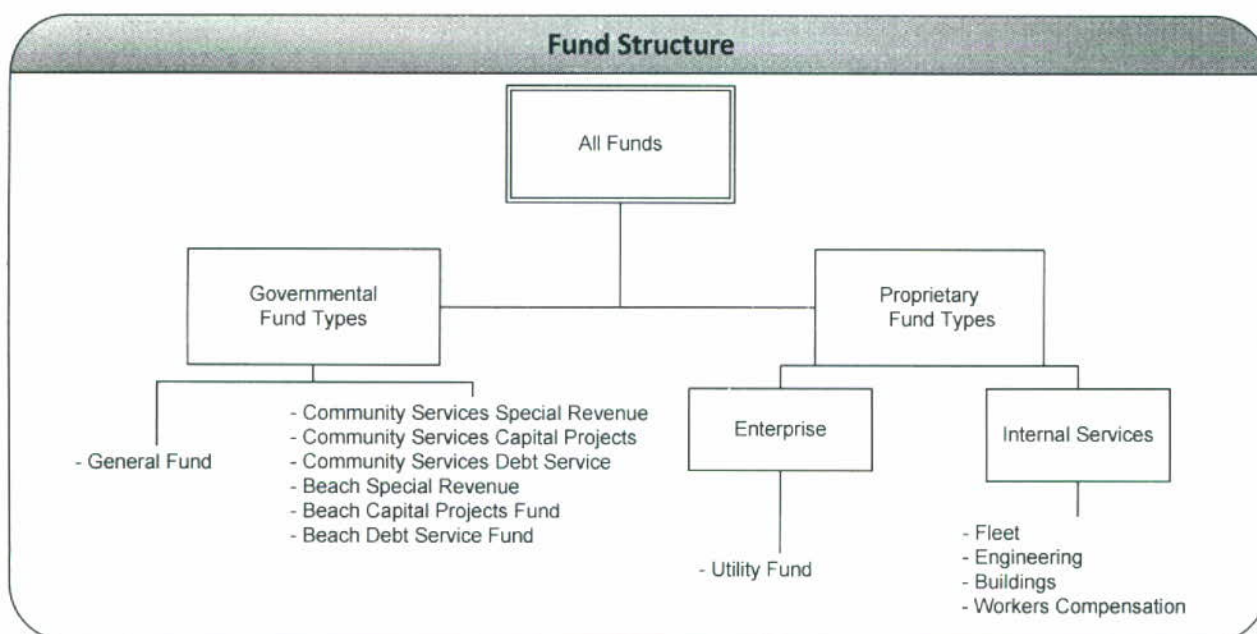 Fund Structure
All Funds
Governmental
Fund Types
Proprietary
Fund Types
- General Fund
- Community Services Special Revenue
- Community Services Capital Projects
- Community Services Debt Service
- Beach Special Revenue
- Beach Capital Projects Fund
- Beach Debt Service Fund
Enterprise
Internal Services
- Utility Fund
- Fleet
- Engineering
- Buildings
- Workers Compensation